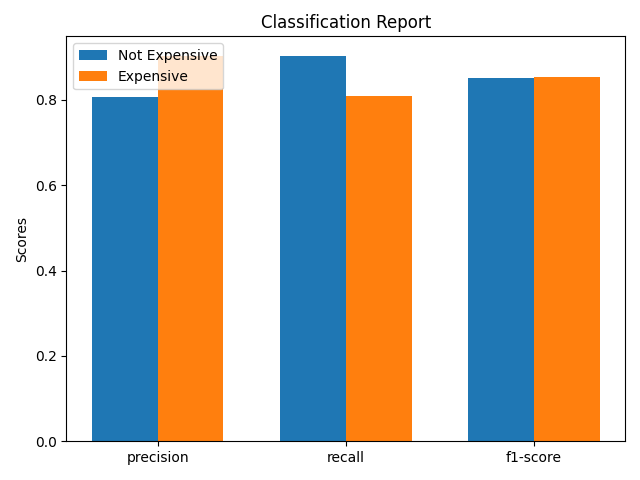 Classification Report
Not Expensive
Expensive
Scores
0.8
0.6
0.4
0.2
0.0
precision
recall
f1-score